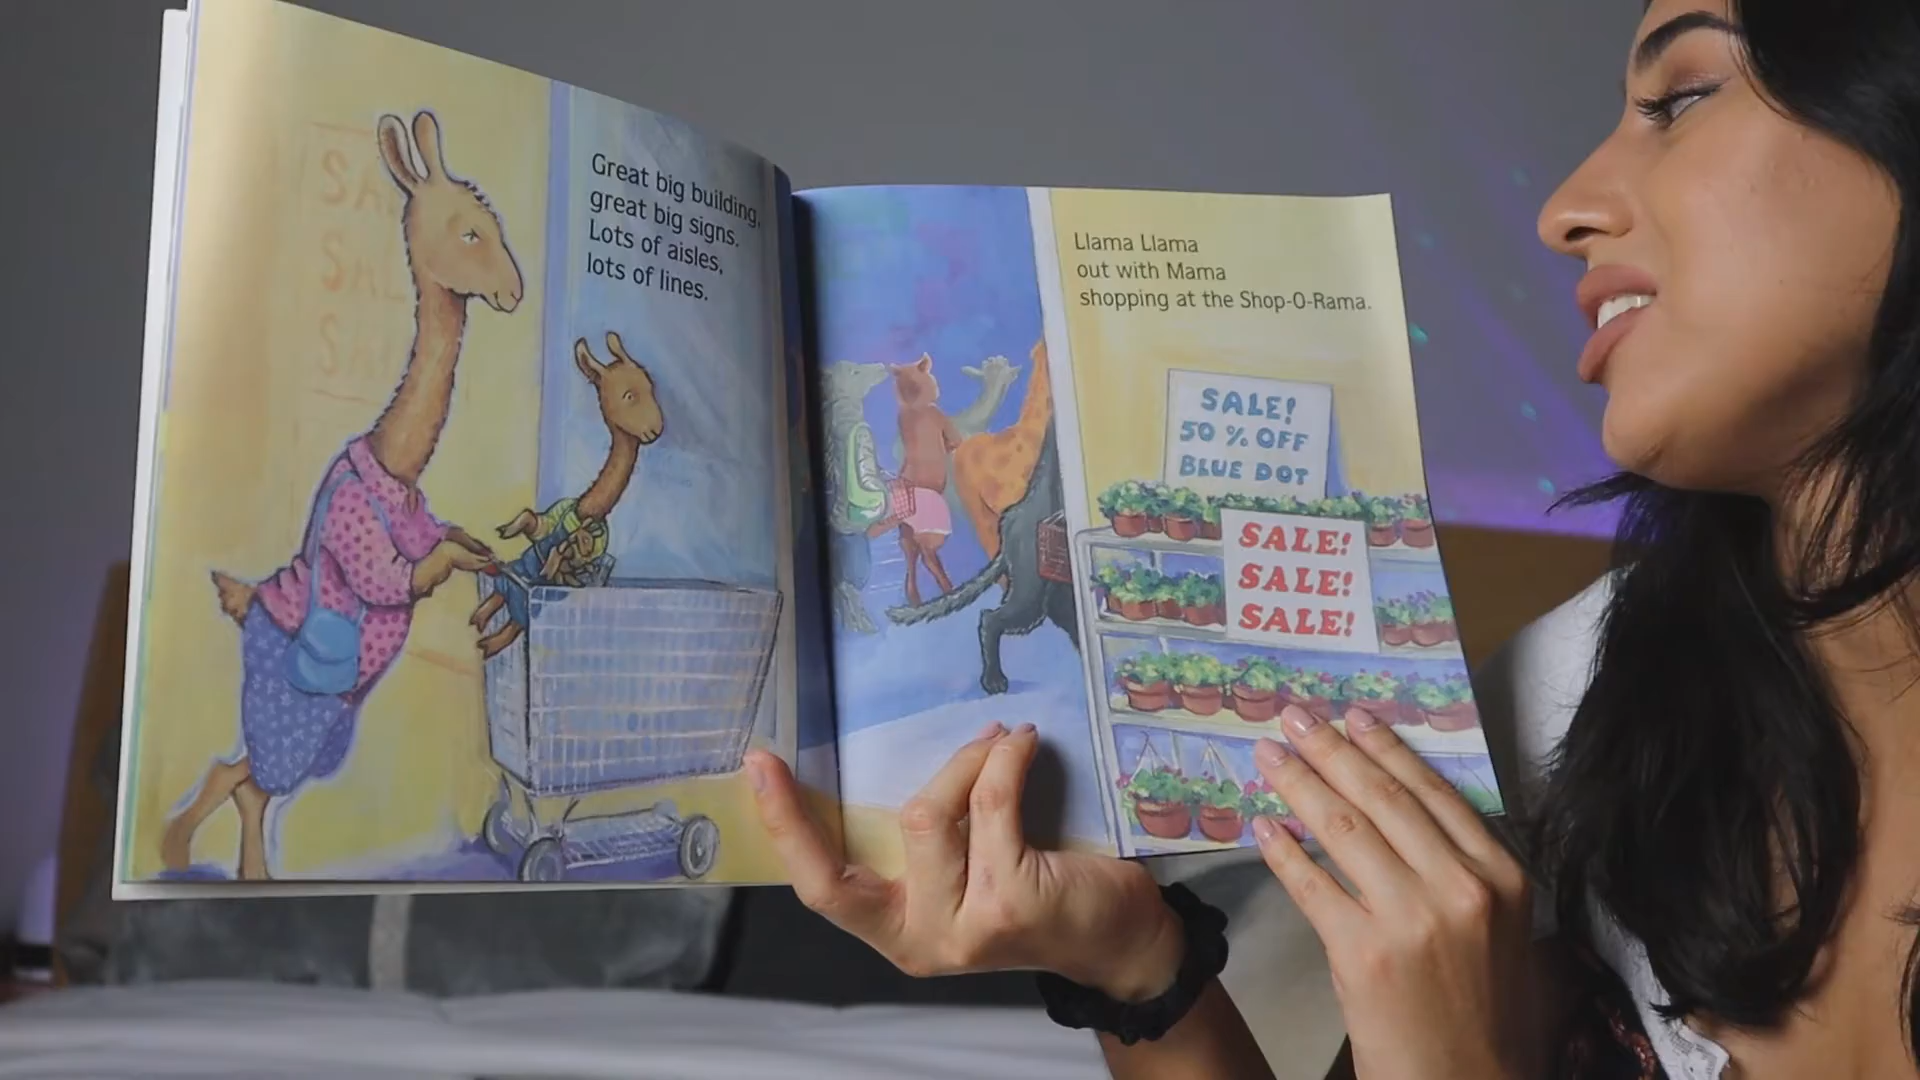 Great big building,
great big signs.
Lots of aisles,
lots of lines.
Llama Llama
out with Mama
shopping at the Shop-O-Rama.
SALE!
50 % OFF
BLUE DOT
SALE!
SALE!
SALE!